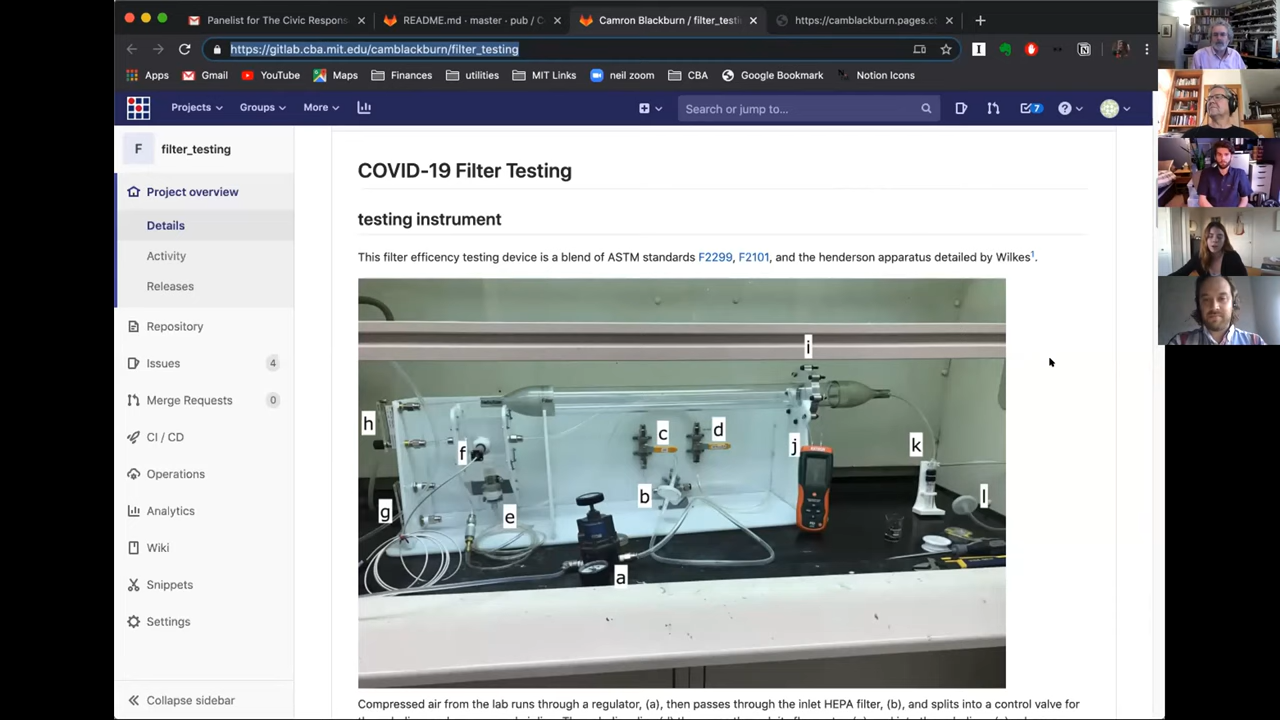 Panelist for The Civic Respons
README.md · master · pub / C
Camron Blackburn / filter_testi
https://camblackburn.pages.c
https://gitlab.cba.mit.edu/camblackburn/filter_testing
Apps
Gmail
YouTube
Maps
Finances
utilities
MIT Links
neil zoom
CBA
Google Bookmark
Notion Icons
Projects
Groups
More
Search or jump to...
7
F
filter_testing
Project overview
Details
Activity
Releases
Repository
Issues
4
Merge Requests
0
CI / CD
Operations
Analytics
Wiki
Snippets
Settings
Collapse sidebar
COVID-19 Filter Testing
testing instrument
This filter efficency testing device is a blend of ASTM standards F2299, F2101, and the henderson apparatus detailed by Wilkes1.
i
h
c
d
f
j
k
b
l
g
e
a
Compressed air from the lab runs through a regulator, (a), then passes through the inlet HEPA filter, (b), and splits into a control valve for